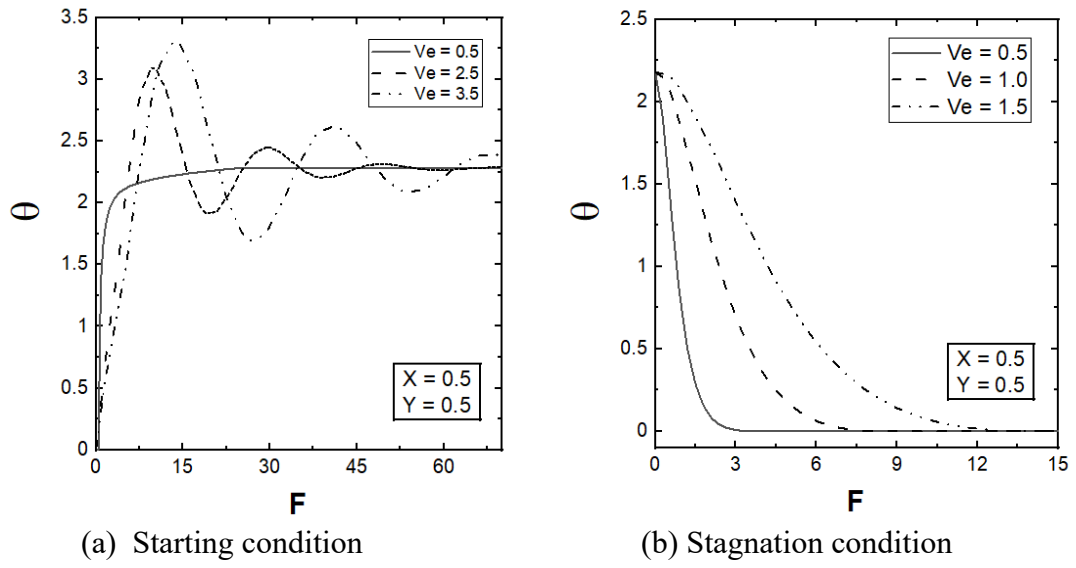 3.5
3
2.5
2
1.5
1
0.5
0
0
15
30
45
60
θ
F
Ve = 0.5
Ve = 2.5
Ve = 3.5
X = 0.5
Y = 0.5
(a) Starting condition
2.5
2
1.5
1
0.5
0
0
3
6
9
12
15
θ
F
Ve = 0.5
Ve = 1.0
Ve = 1.5
X = 0.5
Y = 0.5
(b) Stagnation condition